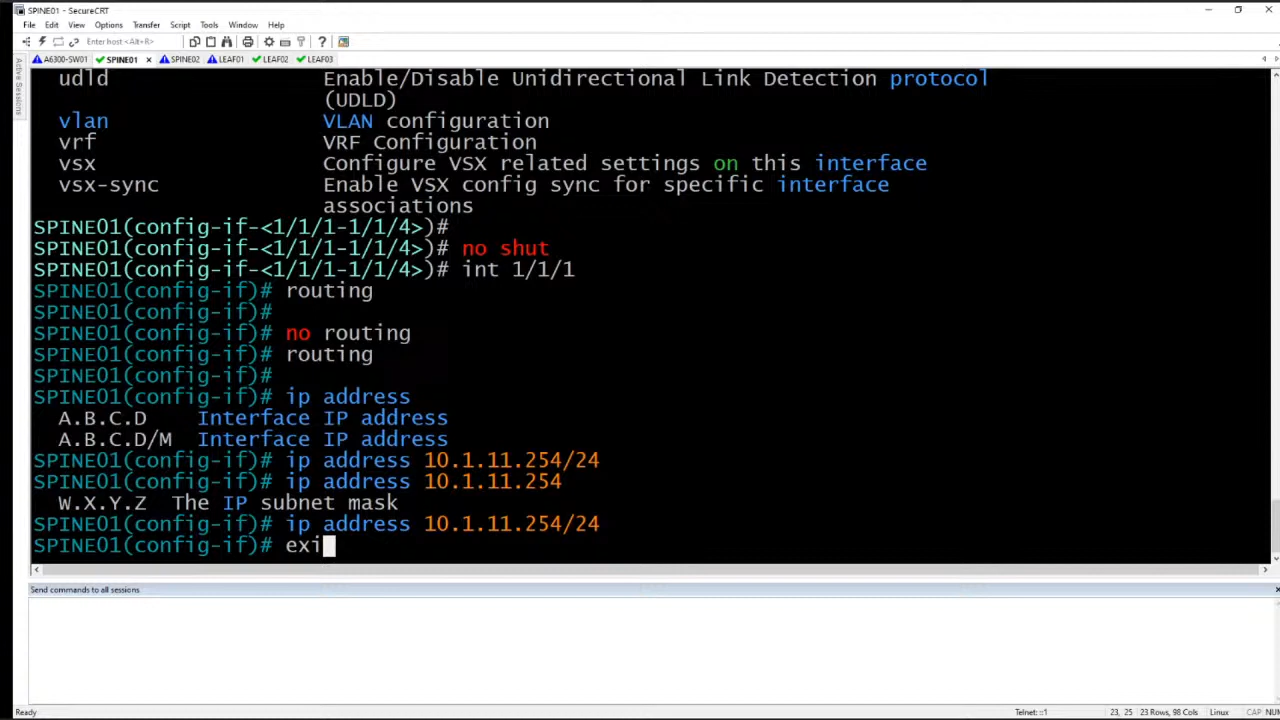 SPINE01 - SecureCRT
File Edit View Options Transfer Script Tools Window Help
Enter host <Alt+R>
A6300-SW01 SPINE01 × SPINE02 LEAF01 LEAF02 LEAF03
Active Sessions
udld Enable/Disable Unidirectional Link Detection protocol
(UDLD)
vlan VLAN configuration
vrf VRF Configuration
vsx Configure VSX related settings on this interface
vsx-sync Enable VSX config sync for specific interface
associations
SPINE01(config-if-<1/1/1-1/1/4>)#
SPINE01(config-if-<1/1/1-1/1/4>)# no shut
SPINE01(config-if-<1/1/1-1/1/4>)# int 1/1/1
SPINE01(config-if)# routing
SPINE01(config-if)#
SPINE01(config-if)# no routing
SPINE01(config-if)# routing
SPINE01(config-if)#
SPINE01(config-if)# ip address
A.B.C.D Interface IP address
A.B.C.D/M Interface IP address
SPINE01(config-if)# ip address 10.1.11.254/24
SPINE01(config-if)# ip address 10.1.11.254
W.X.Y.Z The IP subnet mask
SPINE01(config-if)# ip address 10.1.11.254/24
SPINE01(config-if)# exi
Send commands to all sessions
Ready Telnet: ::1 23, 25 23 Rows, 98 Cols Linux CAP NUM